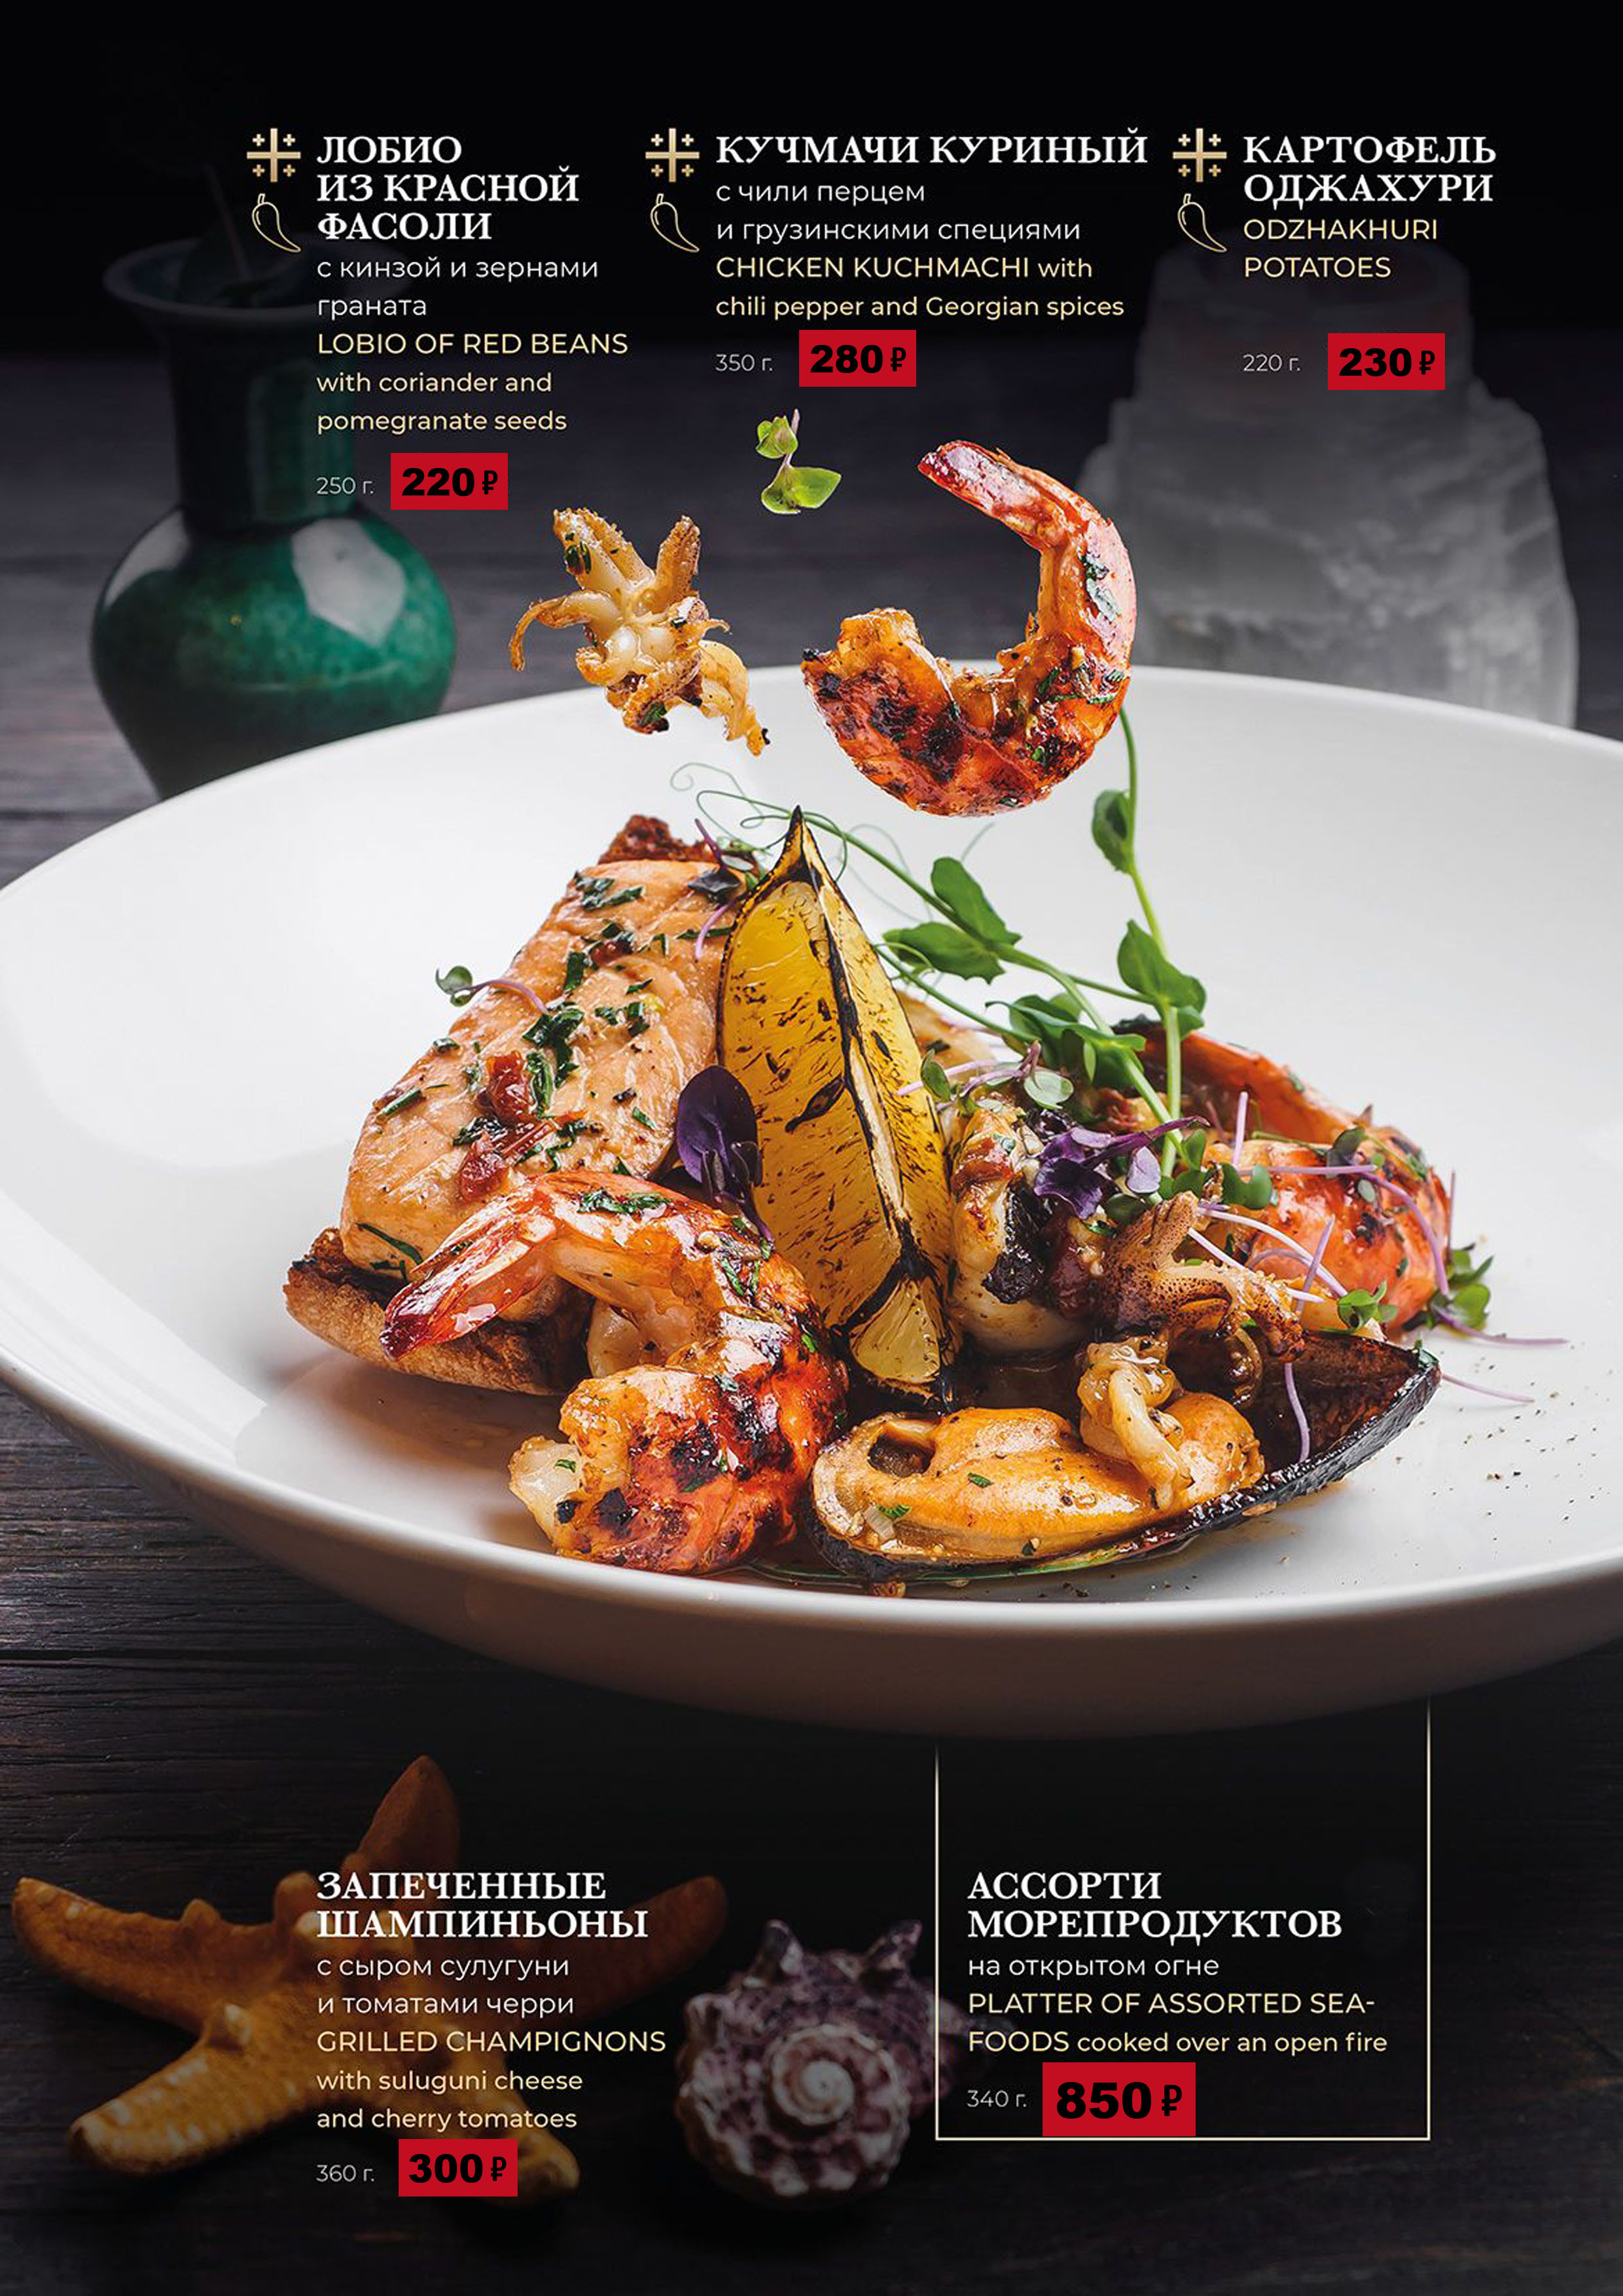 ЛОБИО
ИЗ КРАСНОЙ
ФАСОЛИ
с кинзой и зернами
граната
LOBIO OF RED BEANS
with coriander and
pomegranate seeds
250 г. 220 ₽
КУЧМАЧИ КУРИНЫЙ
с чили перцем
и грузинскими специями
CHICKEN KUCHMACHI with
chili pepper and Georgian spices
350 г. 280 ₽
КАРТОФЕЛЬ
ОДЖАХУРИ
ODZHAKHURI
POTATOES
220 г. 230 ₽
ЗАПЕЧЕННЫЕ
ШАМПИНЬОНЫ
с сыром сулугуни
и томатами черри
GRILLED CHAMPIGNONS
with suluguni cheese
and cherry tomatoes
360 г. 300 ₽
АССОРТИ
МОРЕПРОДУКТОВ
на открытом огне
PLATTER OF ASSORTED SEA-
FOODS cooked over an open fire
340 г. 850 ₽